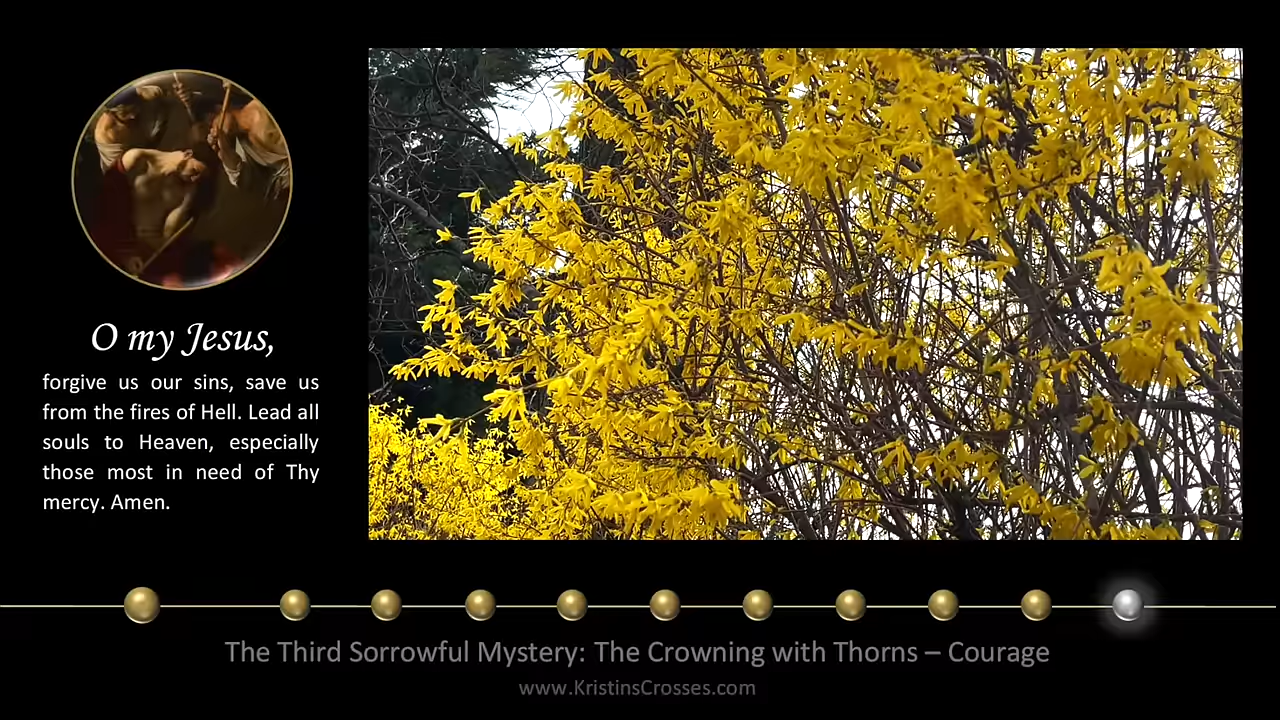 O my Jesus,
forgive us our sins, save us
from the fires of Hell. Lead all
souls to Heaven, especially
those most in need of Thy
mercy. Amen.
The Third Sorrowful Mystery: The Crowning with Thorns – Courage
www.KristinsCrosses.com